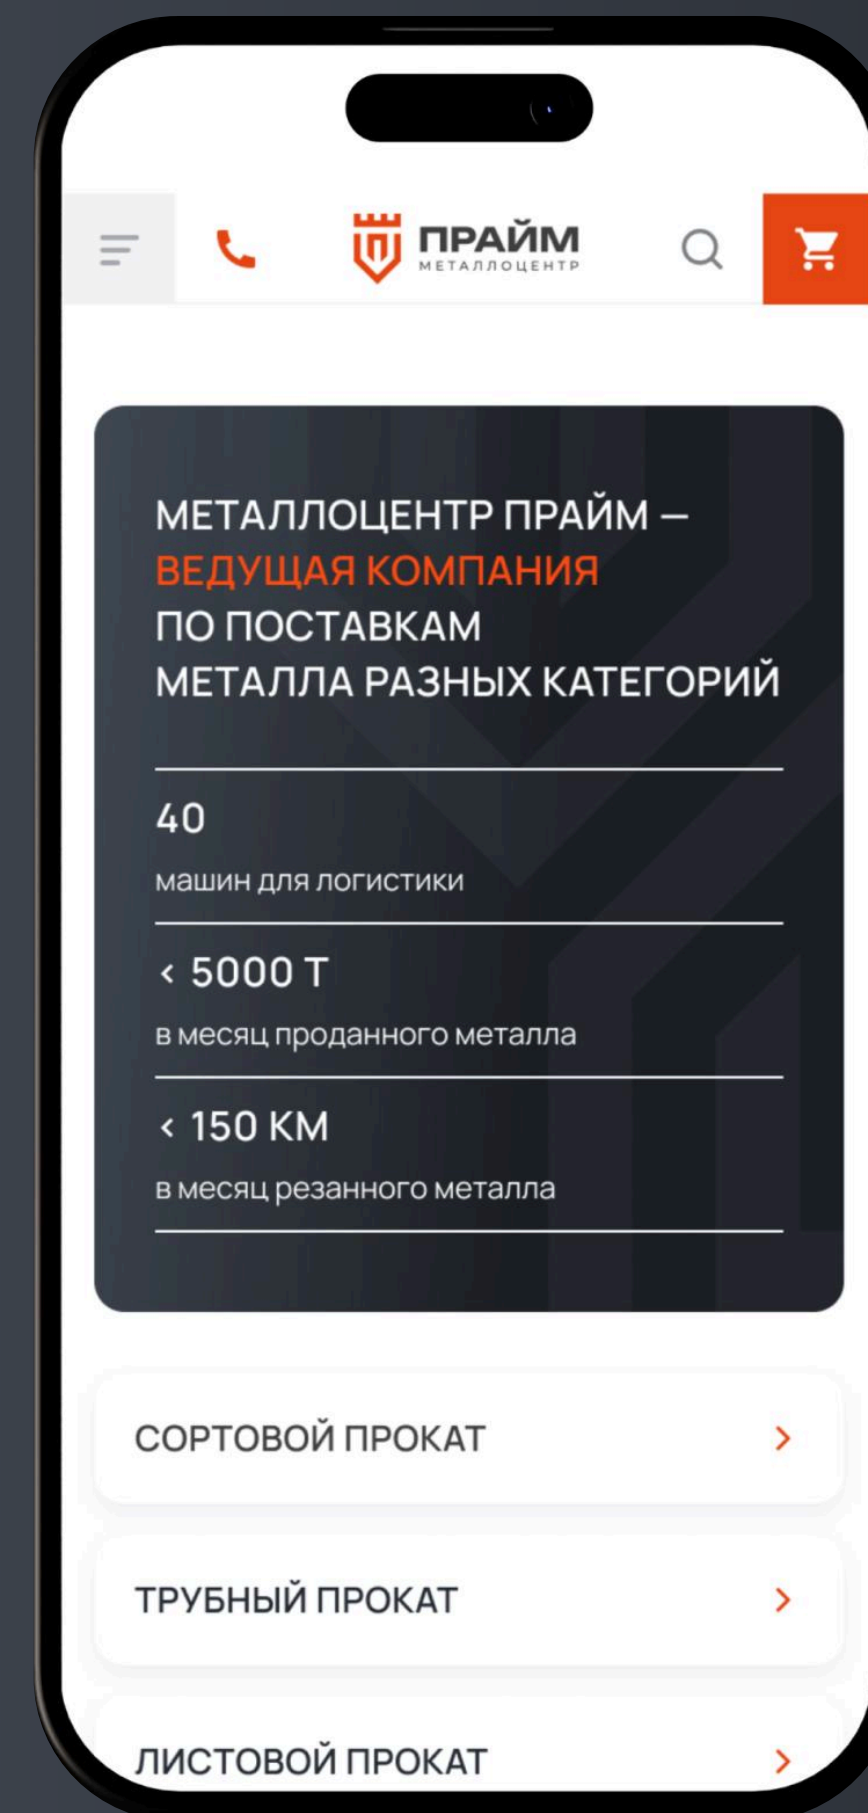 ПРАЙМ
МЕТАЛЛОЦЕНТР
МЕТАЛЛОЦЕНТР ПРАЙМ —
ВЕДУЩАЯ КОМПАНИЯ
ПО ПОСТАВКАМ
МЕТАЛЛА РАЗНЫХ КАТЕГОРИЙ
40
машин для логистики
< 5000 Т
в месяц проданного металла
< 150 КМ
в месяц резанного металла
СОРТОВОЙ ПРОКАТ
ТРУБНЫЙ ПРОКАТ
ЛИСТОВОЙ ПРОКАТ